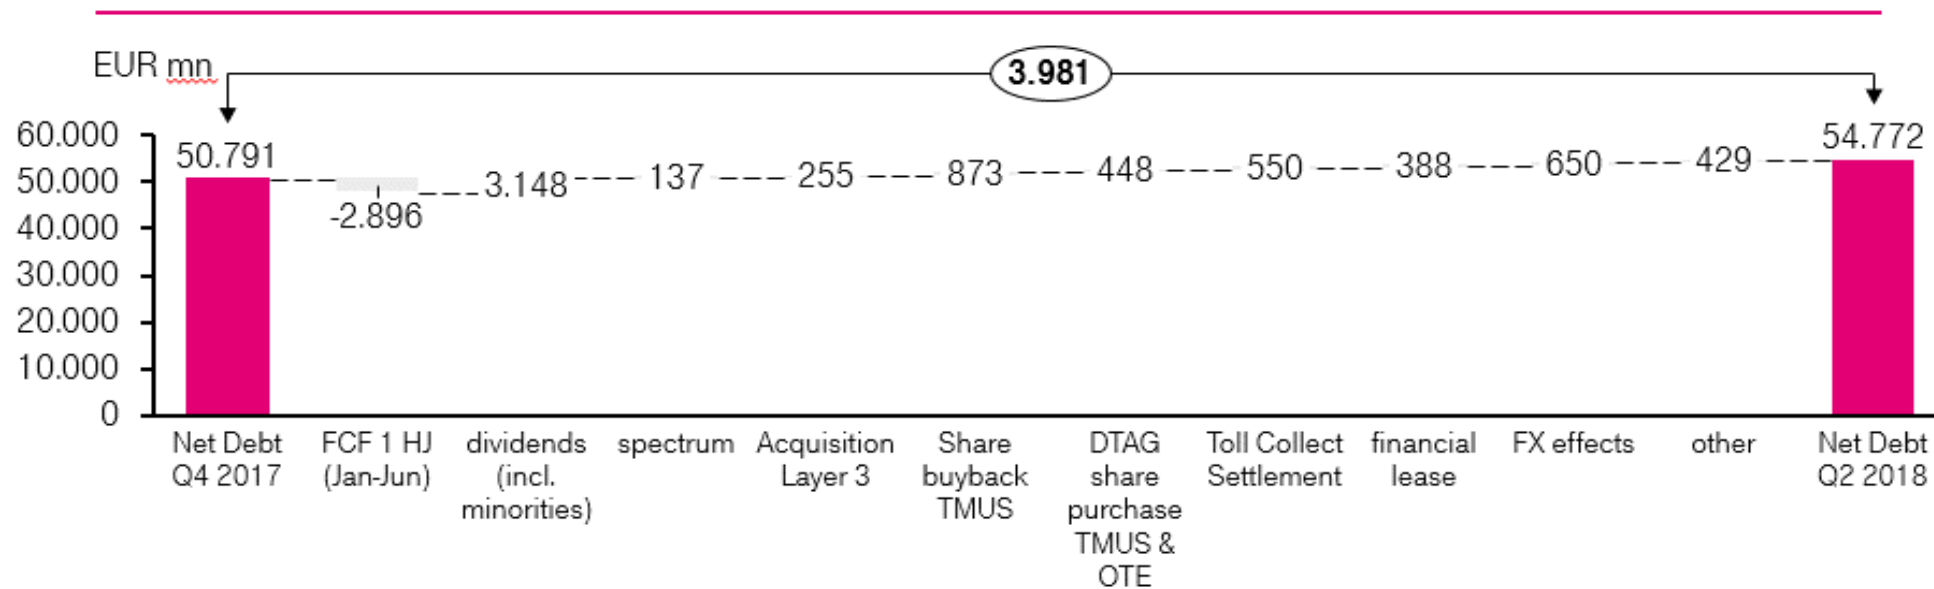 EUR mn
3.981
60.000
50.000
40.000
30.000
20.000
10.000
0
50.791
-2.896
3.148
137
255
873
448
550
388
650
429
54.772
Net Debt
Q4 2017
FCF 1 HJ
(Jan-Jun)
dividends
(incl.
minorities)
spectrum
Acquisition
Layer 3
Share
buyback
TMUS
DTAG
share
purchase
TMUS &
OTE
Toll Collect
Settlement
financial
lease
FX effects
other
Net Debt
Q2 2018